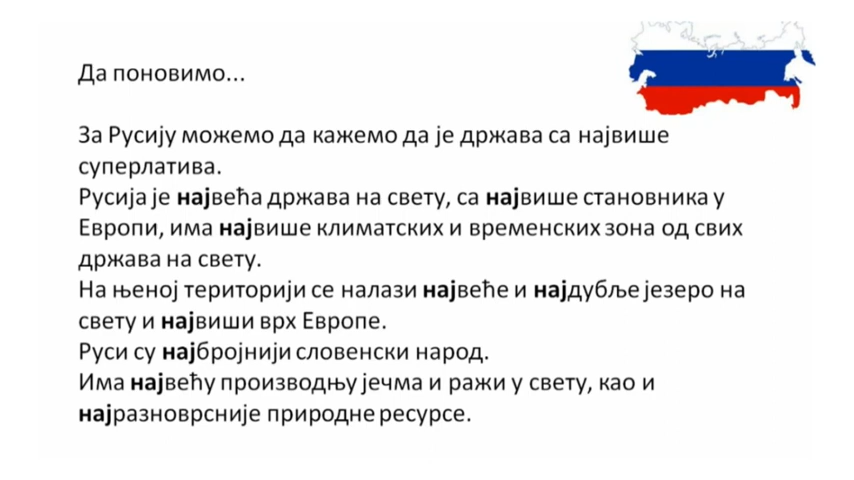 Да поновимо...
За Русију можемо да кажемо да је држава са највише
суперлатива.
Русија је највећа држава на свету, са највише становника у
Европи, има највише климатских и временских зона од свих
држава на свету.
На њеној територији се налази највеће и најдубље језеро на
свету и највиши врх Европе.
Руси су најбројнији словенски народ.
Има највећу производњу јечма и ражи у свету, као и
најразноврсније природне ресурсе.